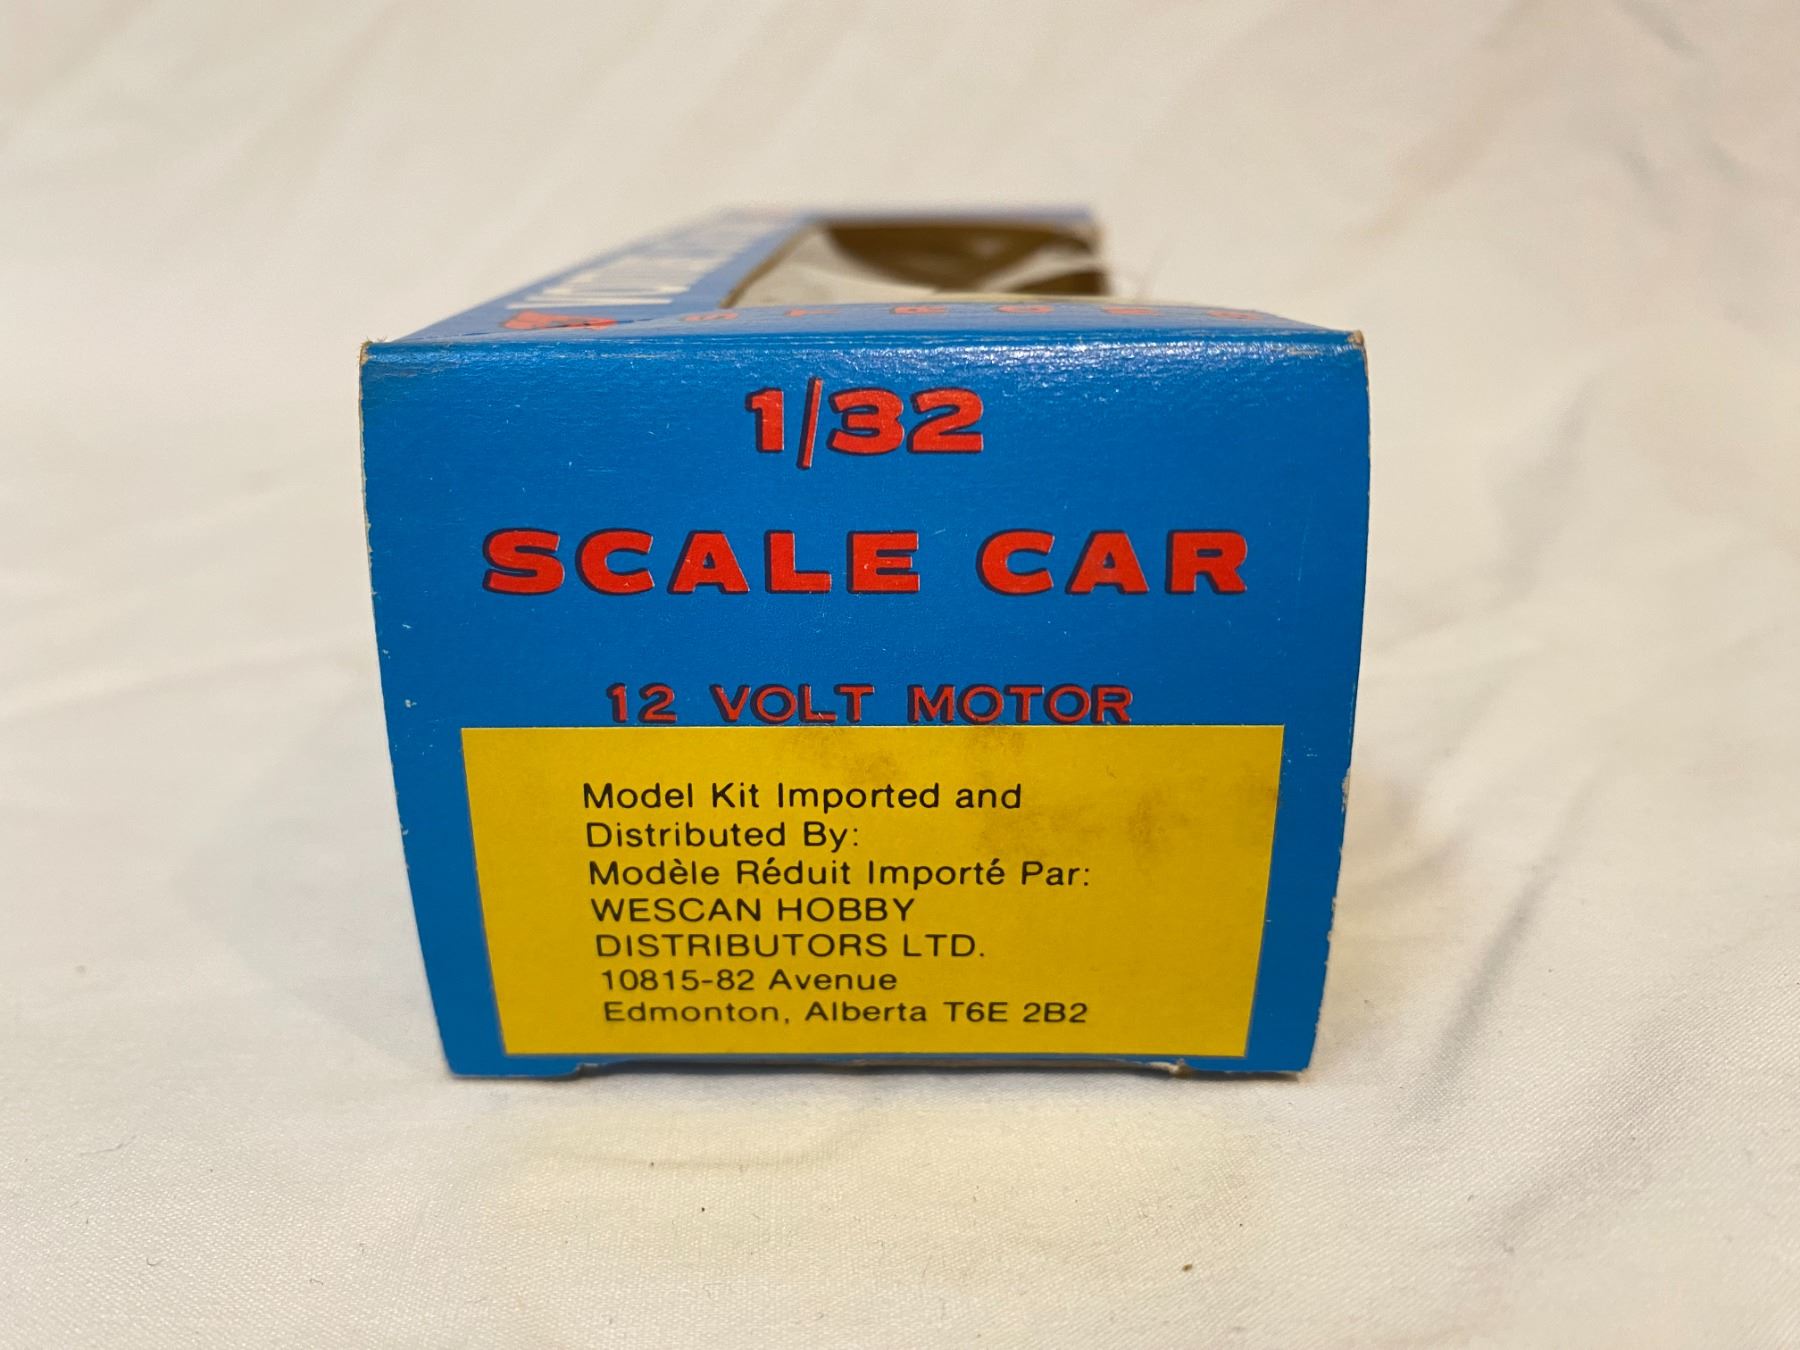 1/32
SCALE CAR
12 VOLT MOTOR
Model Kit Imported and
Distributed By:
Modèle Réduit Importé Par:
WESCAN HOBBY
DISTRIBUTORS LTD.
10815-82 Avenue
Edmonton, Alberta T6E 2B2